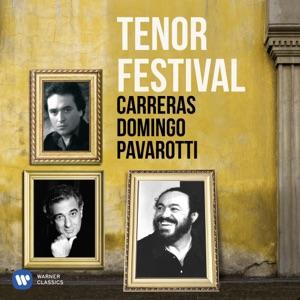 TENOR
FESTIVAL
CARRERAS
DOMINGO
PAVAROTTI
WARNER
CLASSICS